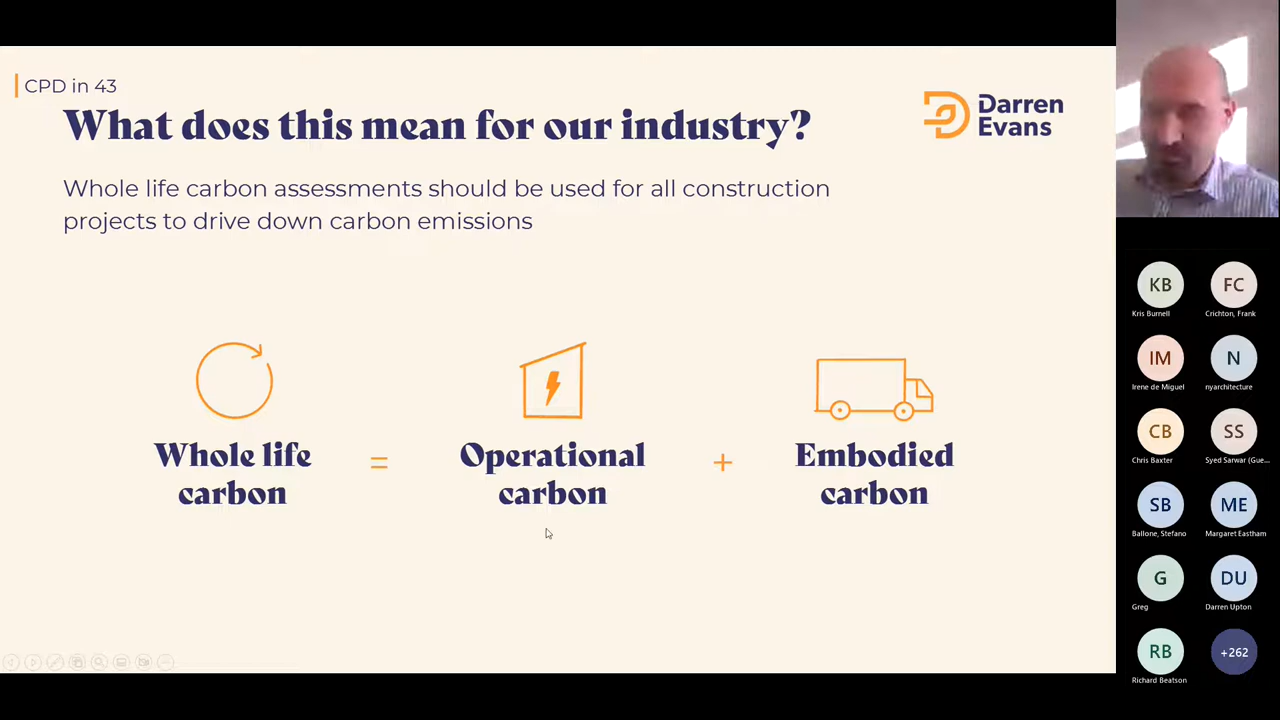 CPD in 43
What does this mean for our industry?
Darren
Evans
Whole life carbon assessments should be used for all construction
projects to drive down carbon emissions
Whole life
carbon
=
Operational
carbon
+
Embodied
carbon
KB
Kris Burnell
FC
Crichton, Frank
IM
Irene de Miguel
N
nyarchitecture
CB
Chris Baxter
SS
Syed Sarwar (Gue...
SB
Ballone, Stefano
ME
Margaret Eastham
G
Greg
DU
Darren Upton
RB
Richard Beatson
+262